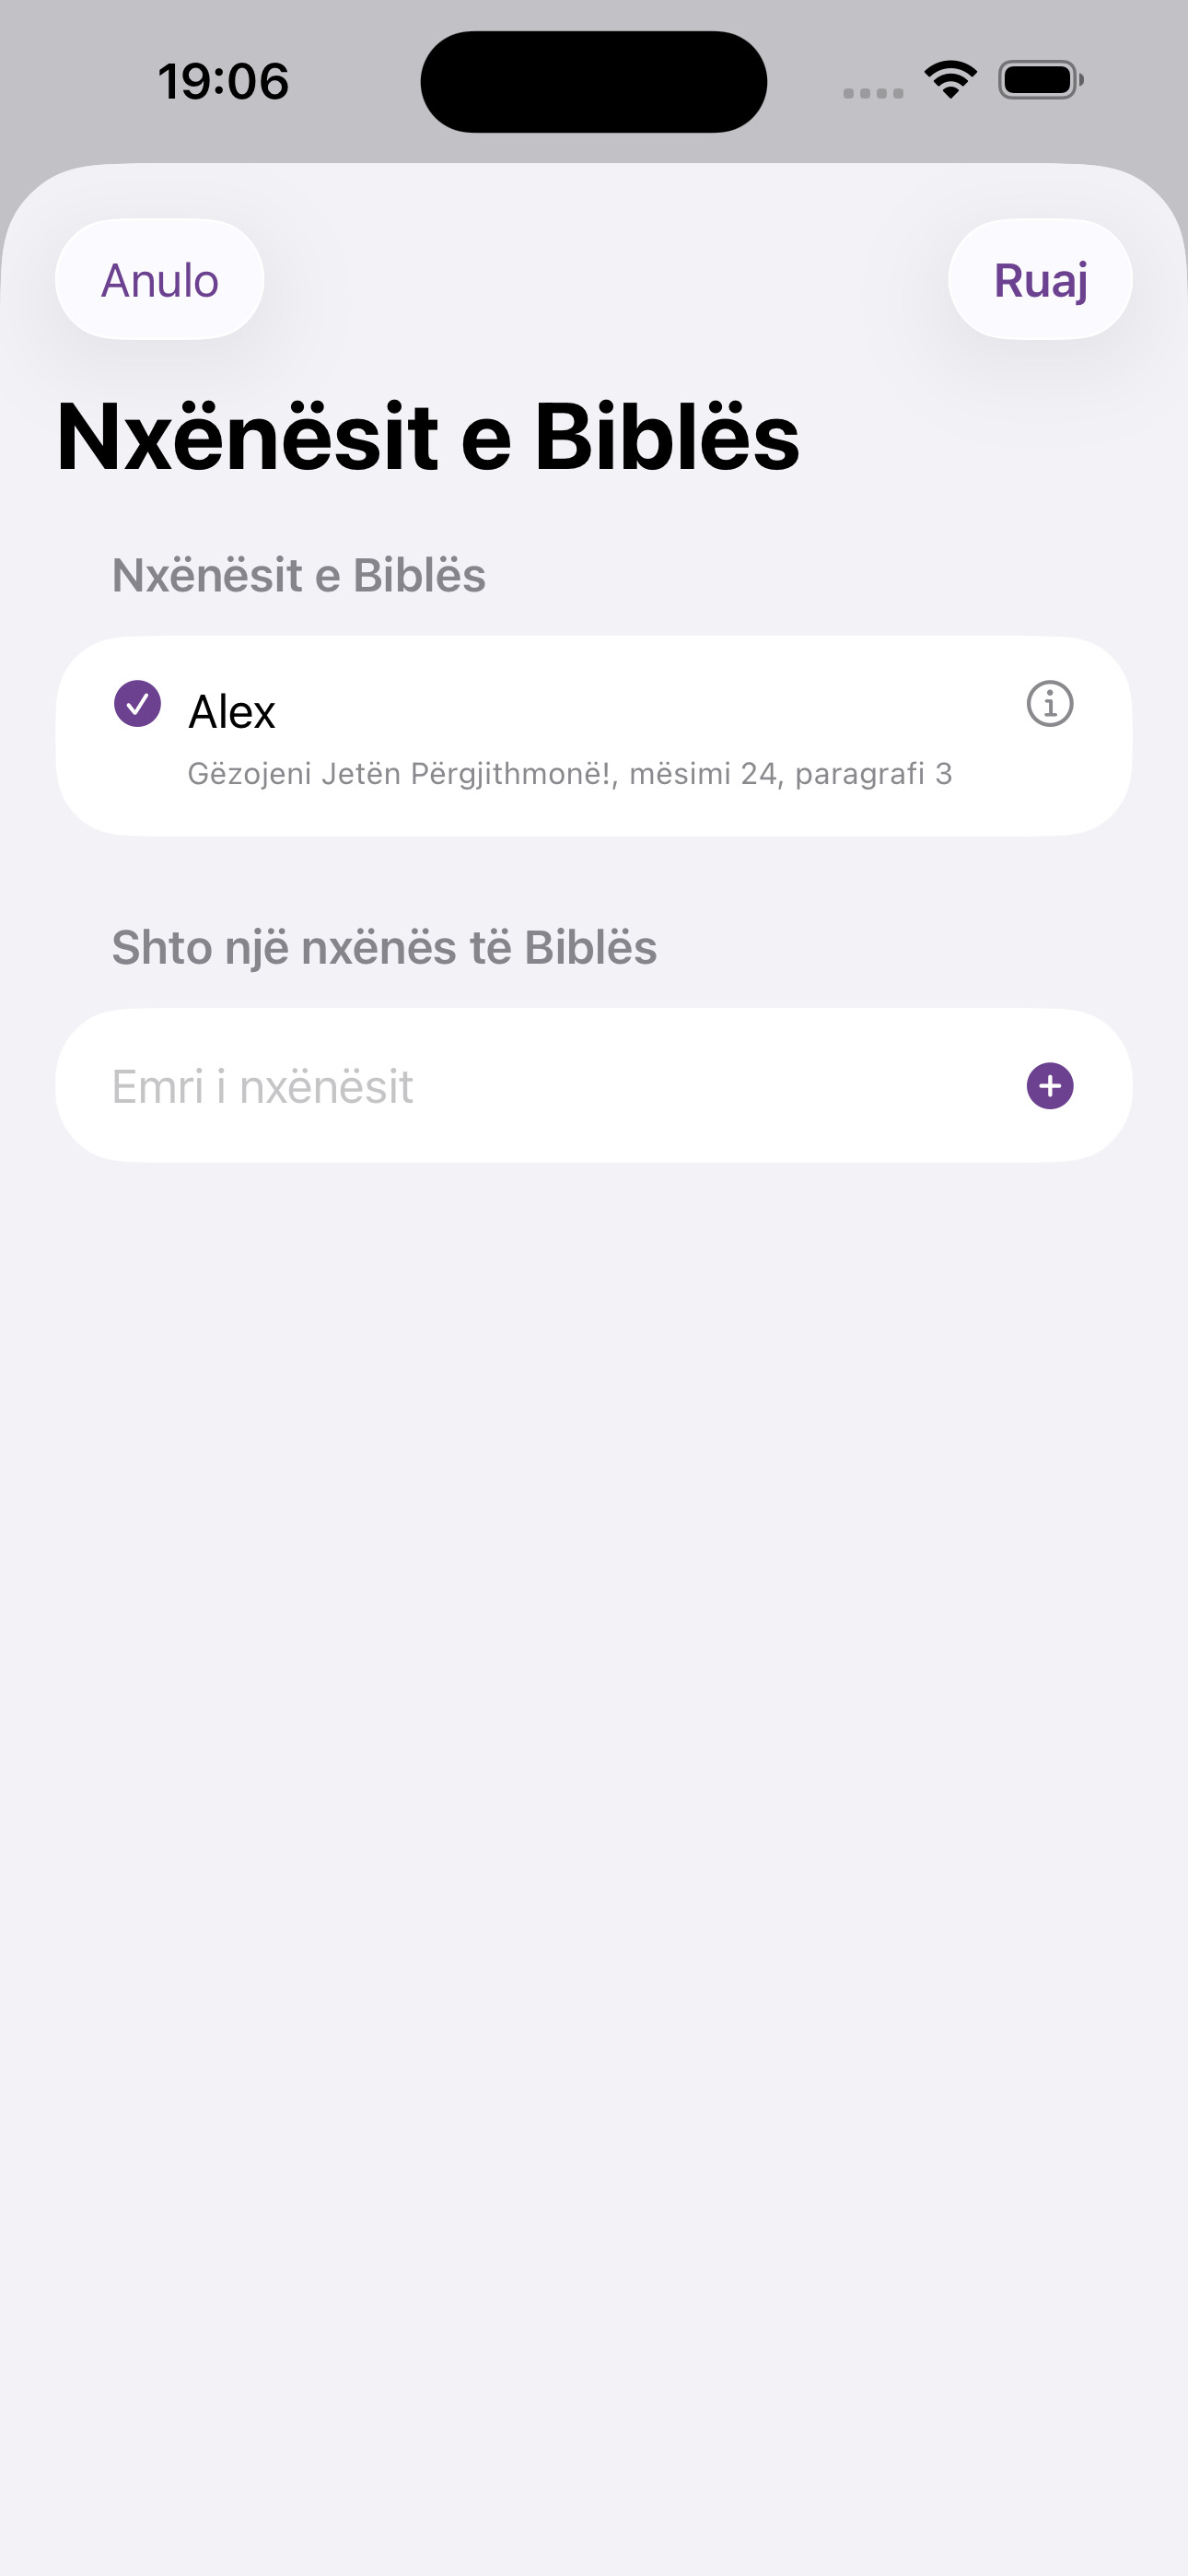 19:06
Anulo
Ruaj
Nxënësit e Biblës
Nxënësit e Biblës
Alex
Gëzojeni Jetën Përgjithmonë!, mësimi 24, paragrafi 3
Shto një nxënës të Biblës
Emri i nxënësit